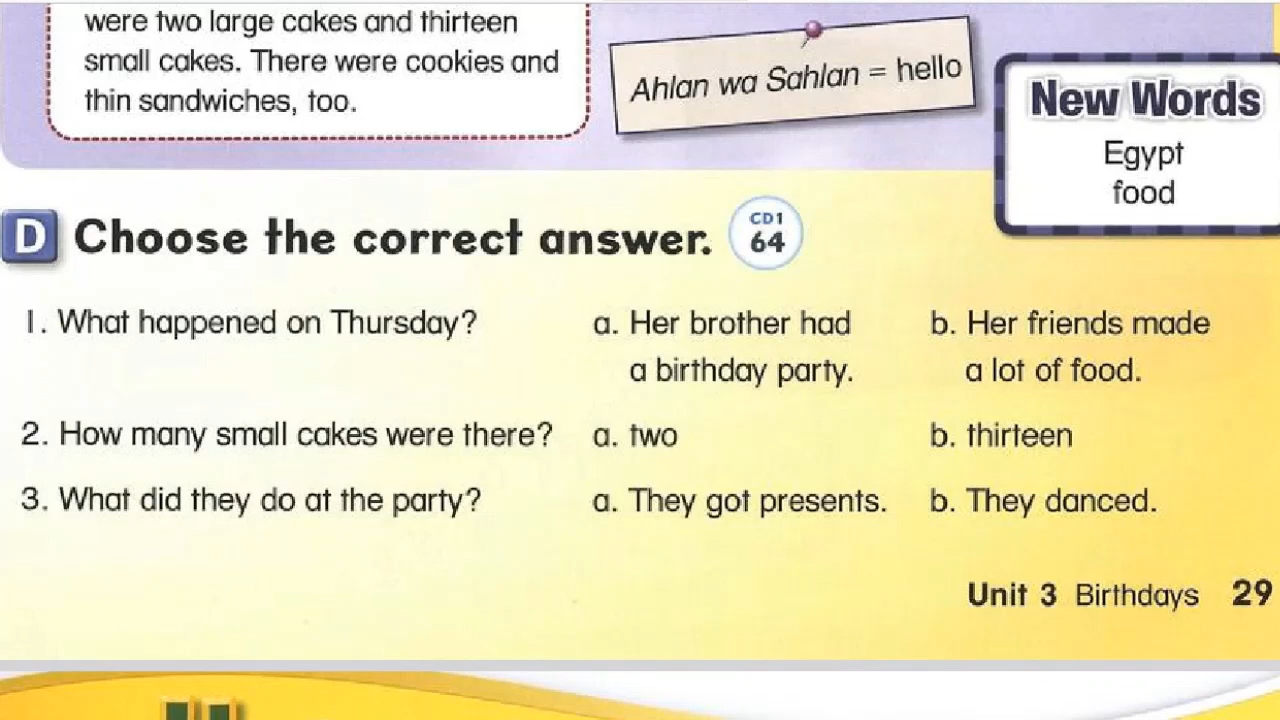 were two large cakes and thirteen
small cakes. There were cookies and
thin sandwiches, too.
Ahlan wa Sahlan = hello
New Words
Egypt
food
D Choose the correct answer. CD1 64
1. What happened on Thursday? a. Her brother had b. Her friends made
a birthday party. a lot of food.
2. How many small cakes were there? a. two b. thirteen
3. What did they do at the party? a. They got presents. b. They danced.
Unit 3 Birthdays 29